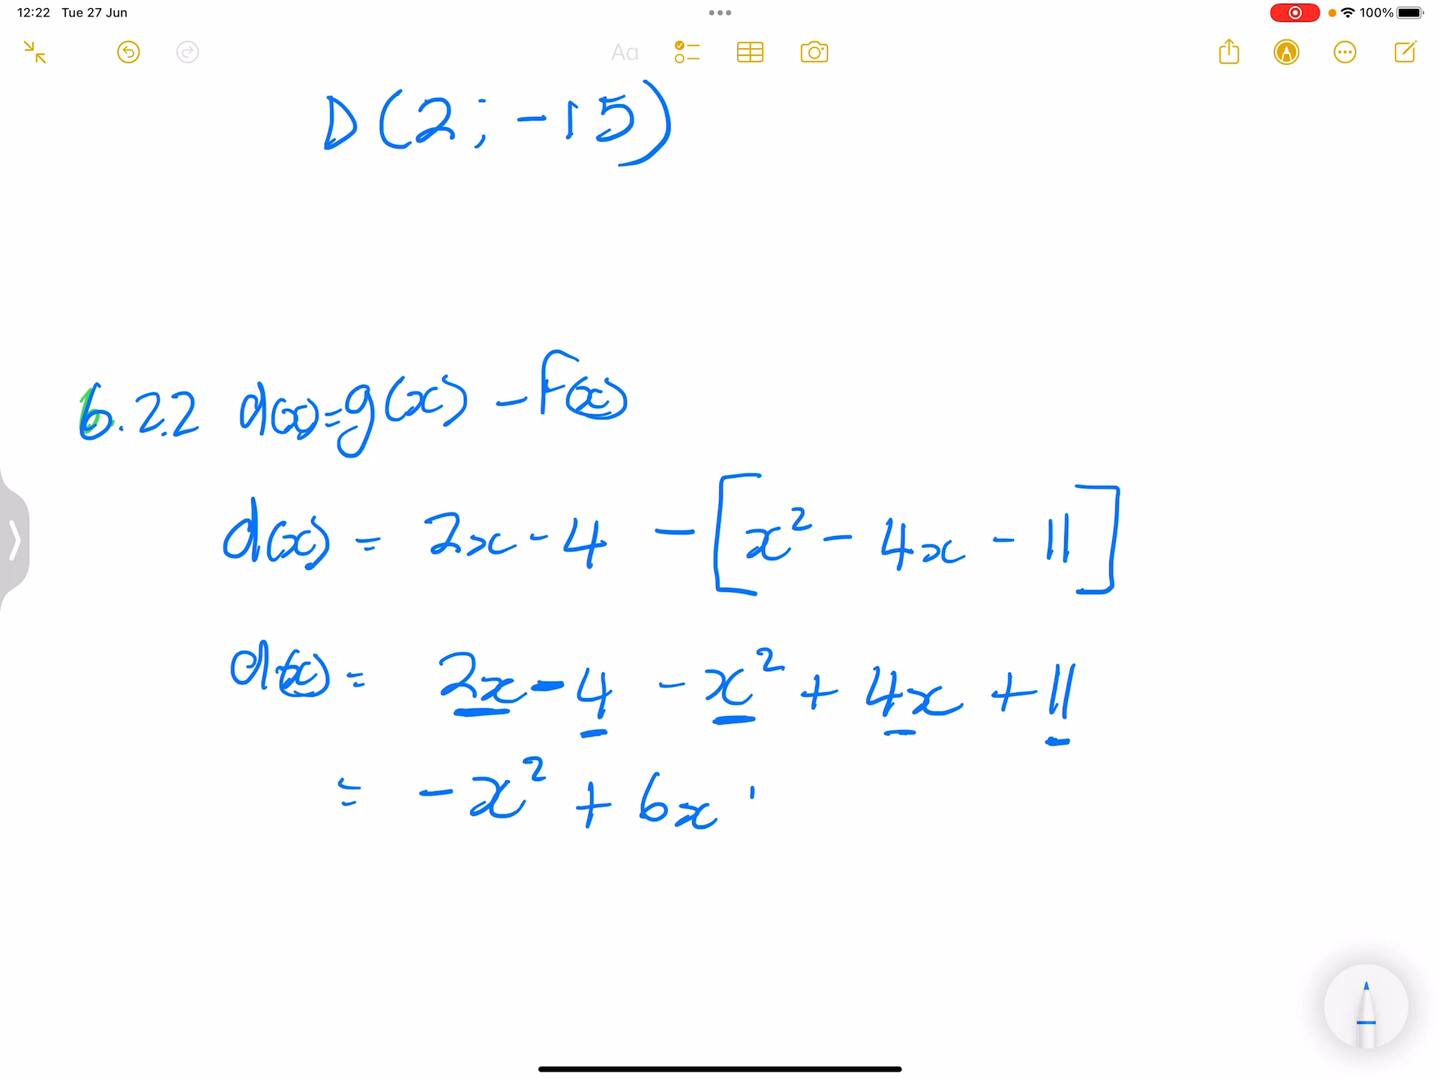 12:22 Tue 27 Jun 100%
Aa
D(2; -15)
6.2.2 d(x)=g(x) - f(x)
d(x) = 2x - 4 - [x² - 4x - 11]
d(x) = 2x - 4 - x² + 4x + 11
= -x² + 6x